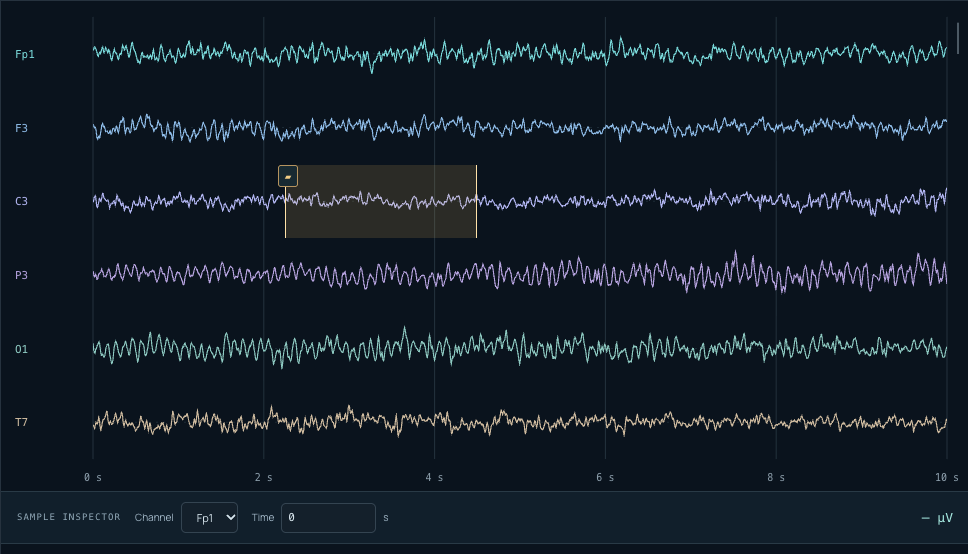 Fp1
F3
C3
P3
O1
T7
0 s 2 s 4 s 6 s 8 s 10 s
SAMPLE INSPECTOR Channel Fp1 Time 0 s — μV